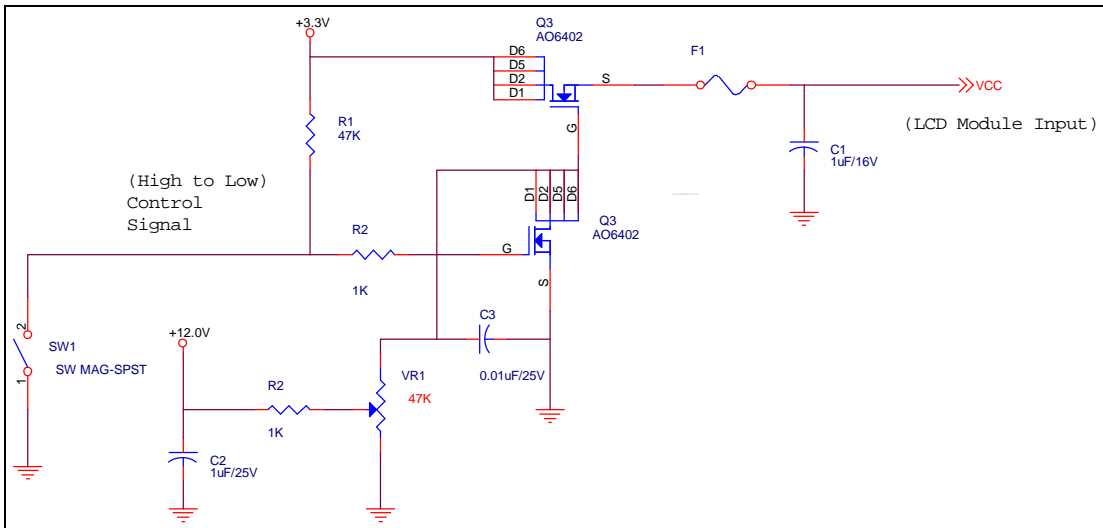 +3.3V
Q3
AO6402
D6
D5
D2
D1
S
G
F1
VCC
(LCD Module Input)
C1
1uF/16V
R1
47K
(High to Low)
Control
Signal
D1
D2
D5
D6
Q3
AO6402
R2
1K
G
S
2
1
SW1
SW MAG-SPST
+12.0V
C3
0.01uF/25V
R2
1K
VR1
47K
C2
1uF/25V